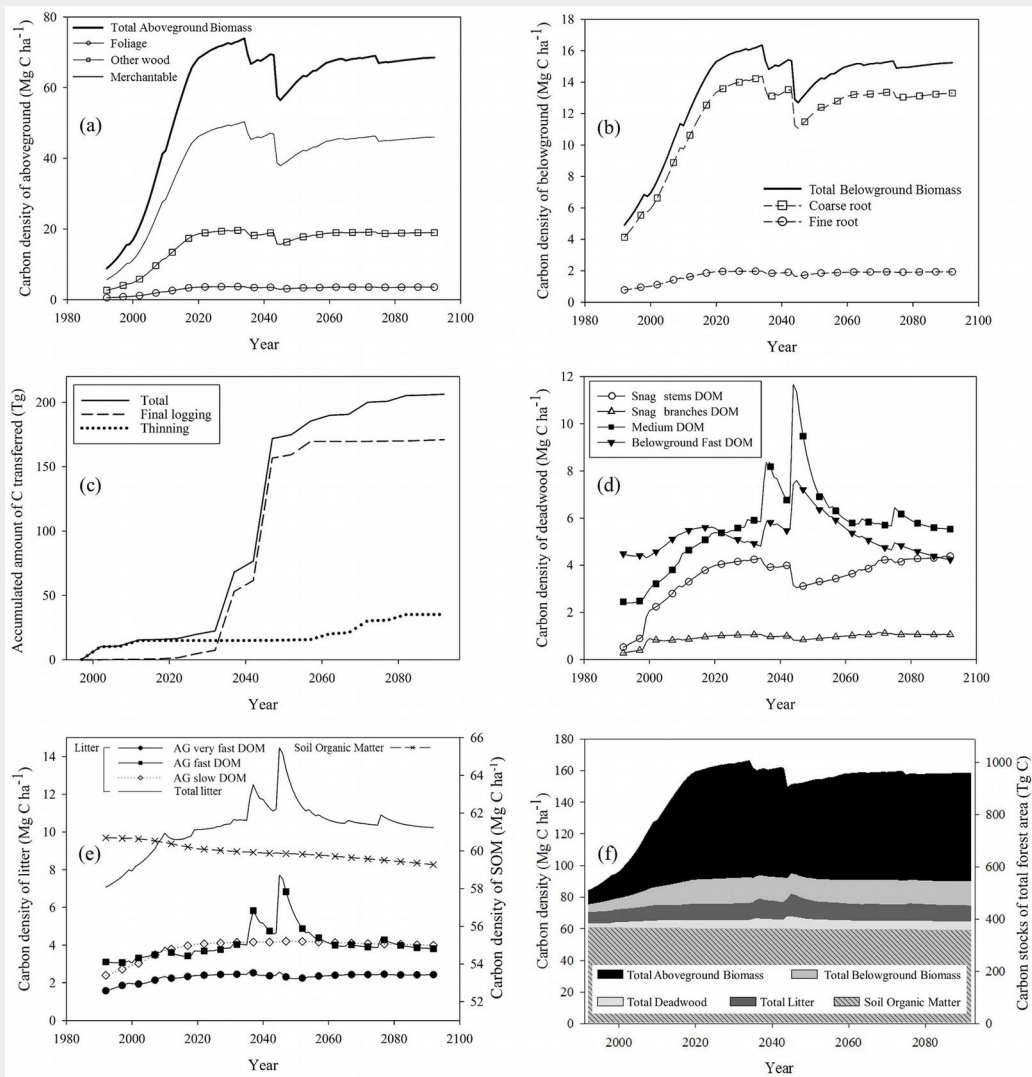 Total Aboveground Biomass
Foliage
Other wood
Merchantable
(a)
Carbon density of aboveground (Mg C ha⁻¹)
80
60
40
20
0
1980 2000 2020 2040 2060 2080 2100
Year
Total Belowground Biomass
Coarse root
Fine root
(b)
Carbon density of belowground (Mg C ha⁻¹)
18
16
14
12
10
8
6
4
2
0
1980 2000 2020 2040 2060 2080 2100
Year
Total
Final logging
Thinning
(c)
Accumulated amount of C transferred (Tg)
200
150
100
50
0
2000 2020 2040 2060 2080
Year
Snag stems DOM
Snag branches DOM
Medium DOM
Belowground Fast DOM
(d)
Carbon density of deadwood (Mg C ha⁻¹)
12
10
8
6
4
2
0
1980 2000 2020 2040 2060 2080 2100
Year
Litter
AG very fast DOM
AG fast DOM
AG slow DOM
Total litter
Soil Organic Matter
(e)
Carbon density of litter (Mg C ha⁻¹)
14
12
10
8
6
4
2
0
Carbon density of SOM (Mg C ha⁻¹)
66
64
62
60
58
56
54
52
1980 2000 2020 2040 2060 2080 2100
Year
(f)
Carbon density (Mg C ha⁻¹)
180
160
140
120
100
80
60
40
20
0
Carbon stocks of total forest area (Tg C)
1000
800
600
400
200
0
Total Aboveground Biomass
Total Belowground Biomass
Total Deadwood
Total Litter
Soil Organic Matter
2000 2020 2040 2060 2080
Year